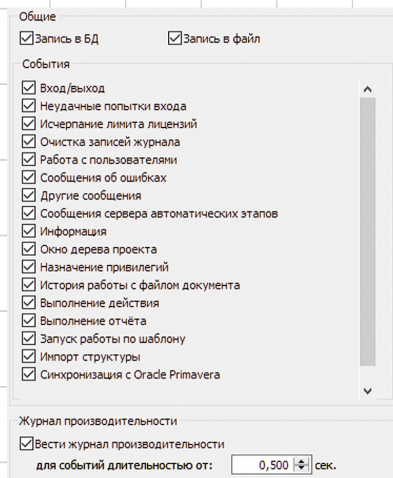 Общие
Запись в БД Запись в файл
События
Вход/выход
Неудачные попытки входа
Исчерпание лимита лицензий
Очистка записей журнала
Работа с пользователями
Сообщения об ошибках
Другие сообщения
Сообщения сервера автоматических этапов
Информация
Окно дерева проекта
Назначение привилегий
История работы с файлом документа
Выполнение действия
Выполнение отчёта
Запуск работы по шаблону
Импорт структуры
Синхронизация с Oracle Primavera
Журнал производительности
Вести журнал производительности
для событий длительностью от: 0,500 сек.